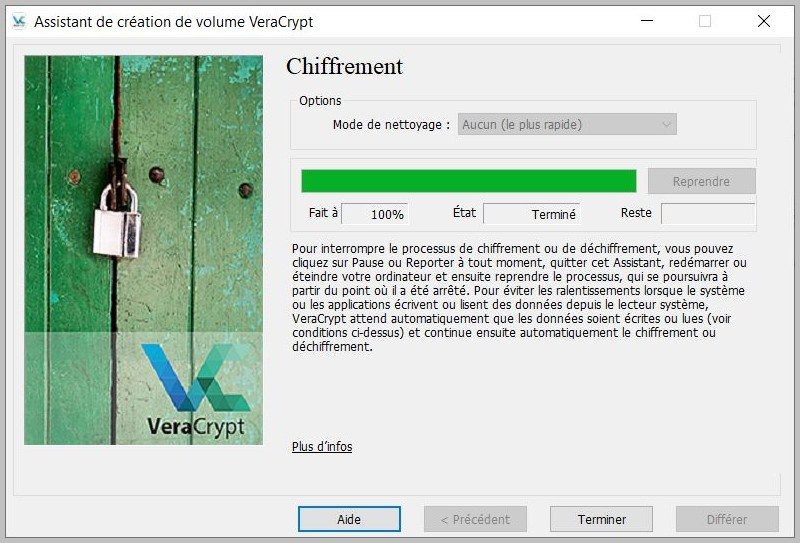 Assistant de création de volume VeraCrypt
Chiffrement
Options
Mode de nettoyage : Aucun (le plus rapide)
Reprendre
Fait à 100% État Terminé Reste
Pour interrompre le processus de chiffrement ou de déchiffrement, vous pouvez
cliquez sur Pause ou Reporter à tout moment, quitter cet Assistant, redémarrer ou
éteindre votre ordinateur et ensuite reprendre le processus, qui se poursuivra à
partir du point où il a été arrêté. Pour éviter les ralentissements lorsque le système
ou les applications écrivent ou lisent des données depuis le lecteur système,
VeraCrypt attend automatiquement que les données soient écrites ou lues (voir
conditions ci-dessus) et continue ensuite automatiquement le chiffrement ou
déchiffrement.
VeraCrypt
Plus d'infos
Aide < Précédent Terminer Différer